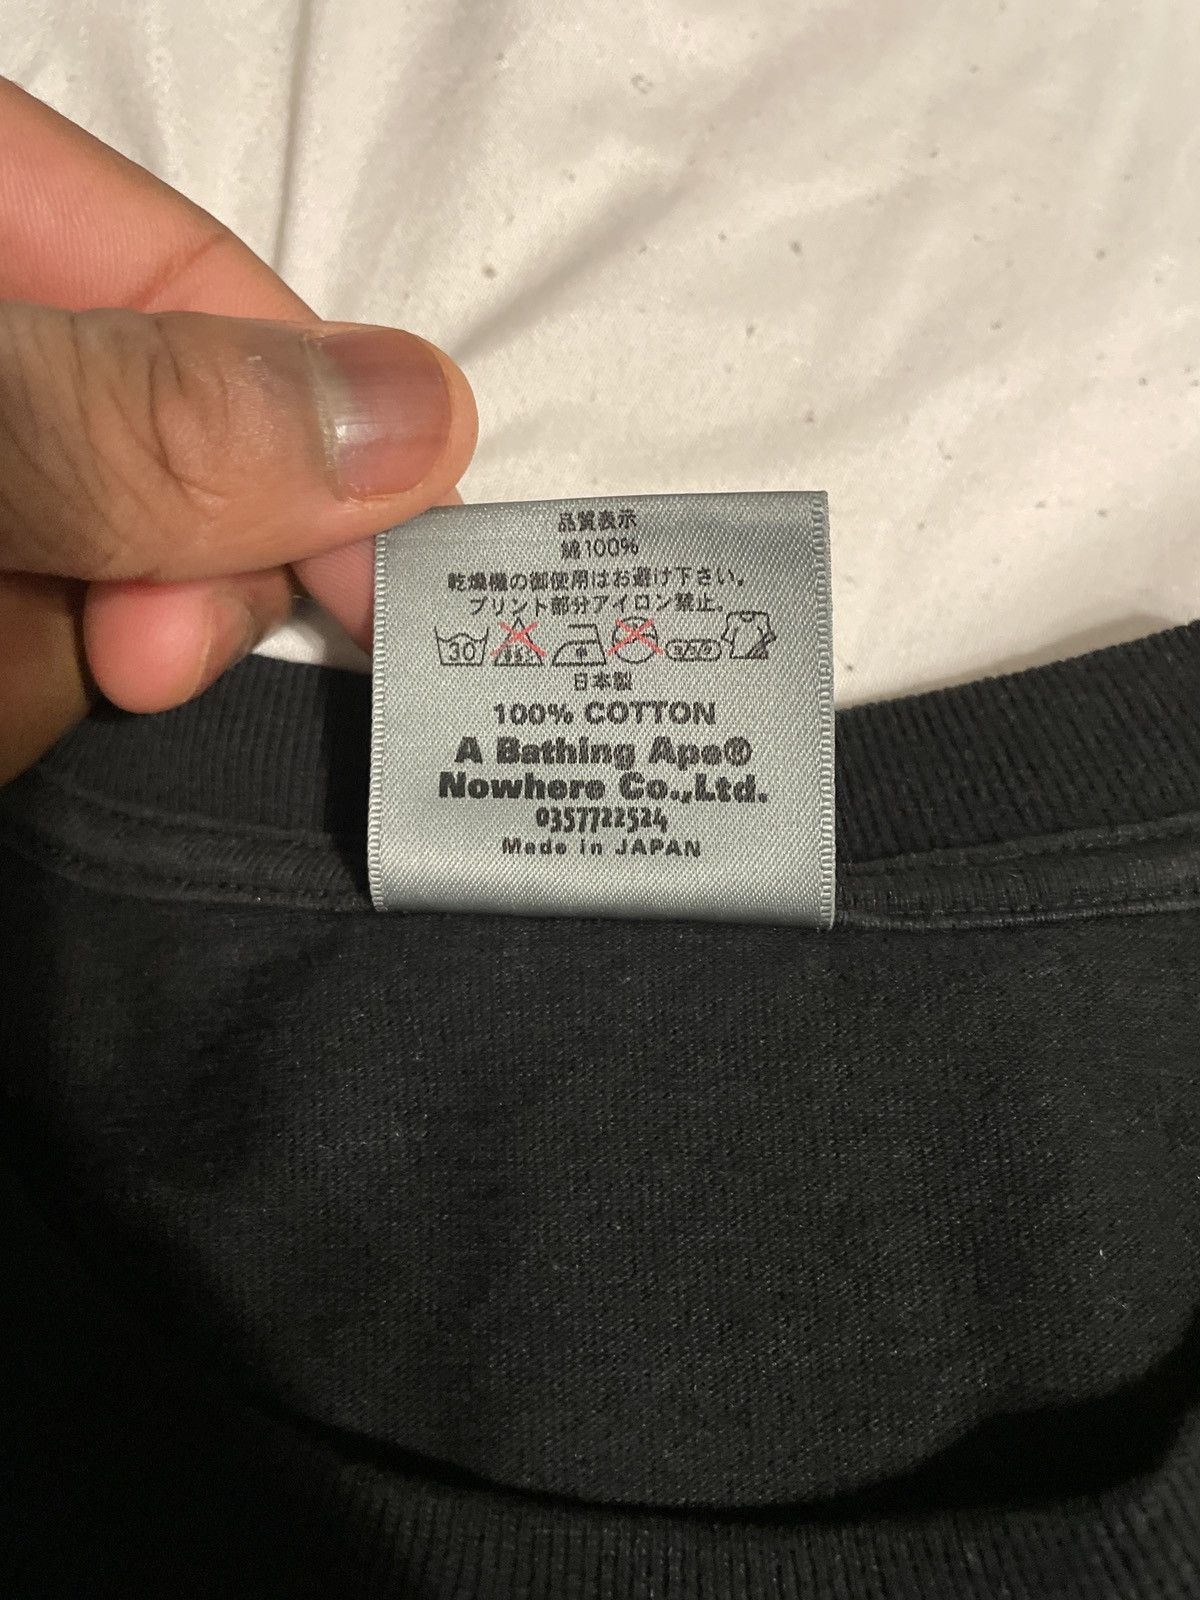 品質表示
綿100%
乾燥機の御使用はお避け下さい。
プリント部分アイロン禁止。
30
日本製
100% COTTON
A Bathing Ape®
Nowhere Co.,Ltd.
0357722524
Made in JAPAN